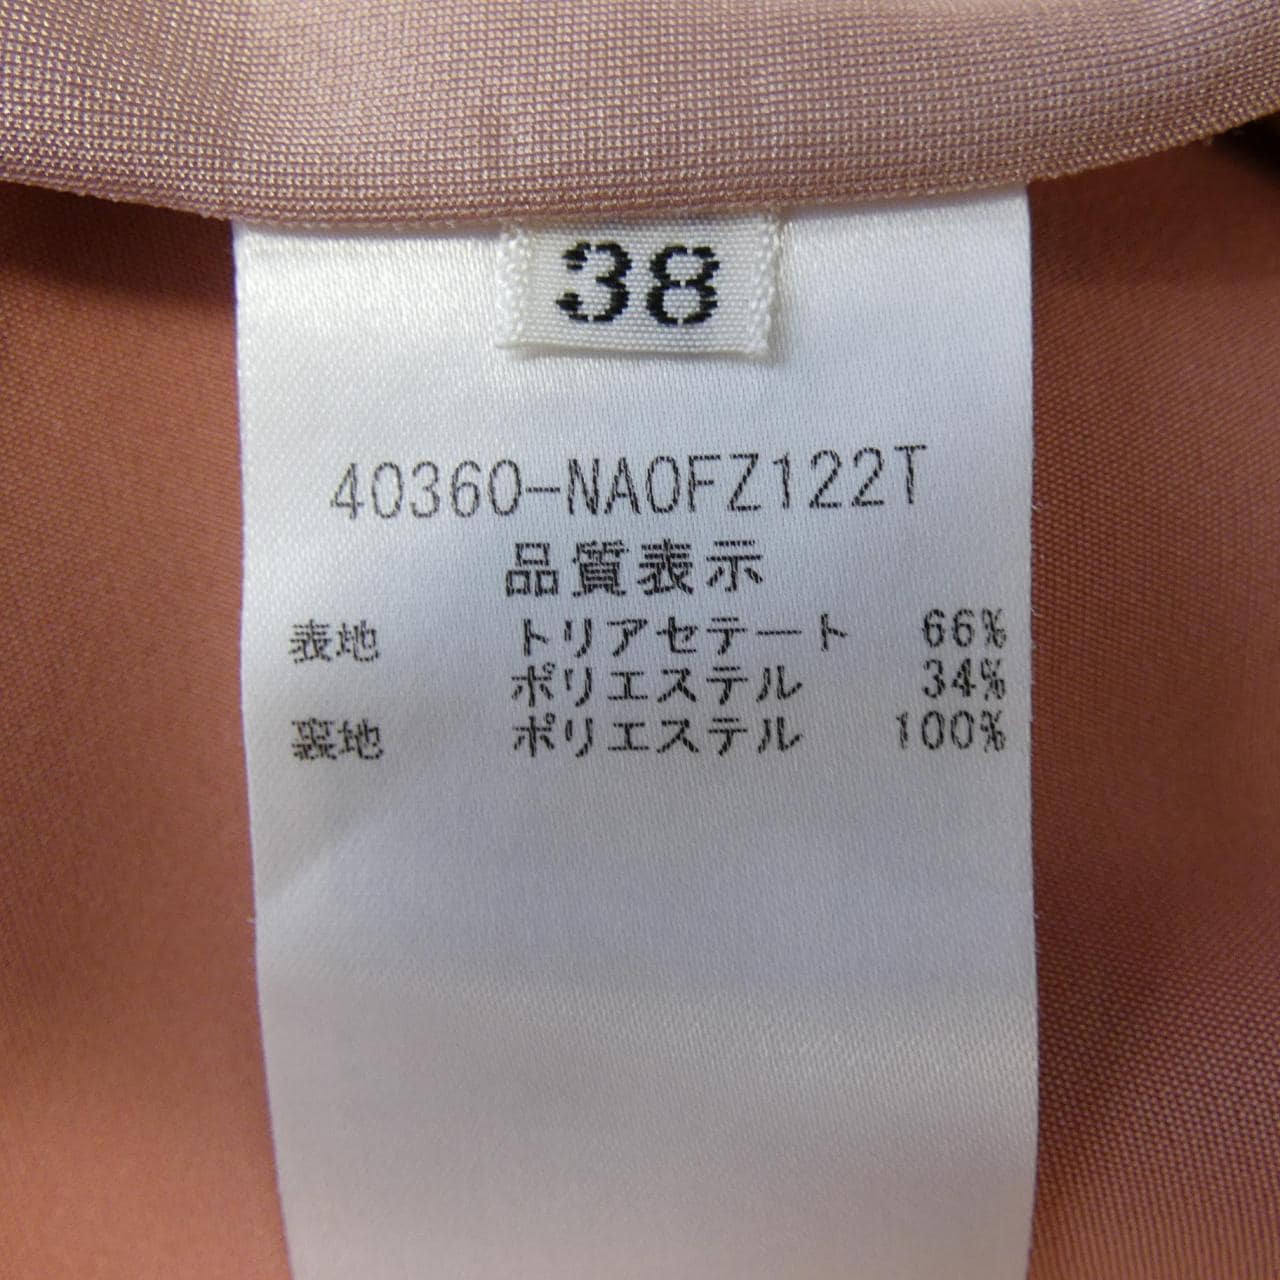 38
40360-NA0FZ122T
品質表示
表地 トリアセテート 66%
ポリエステル 34%
裏地 ポリエステル 100%